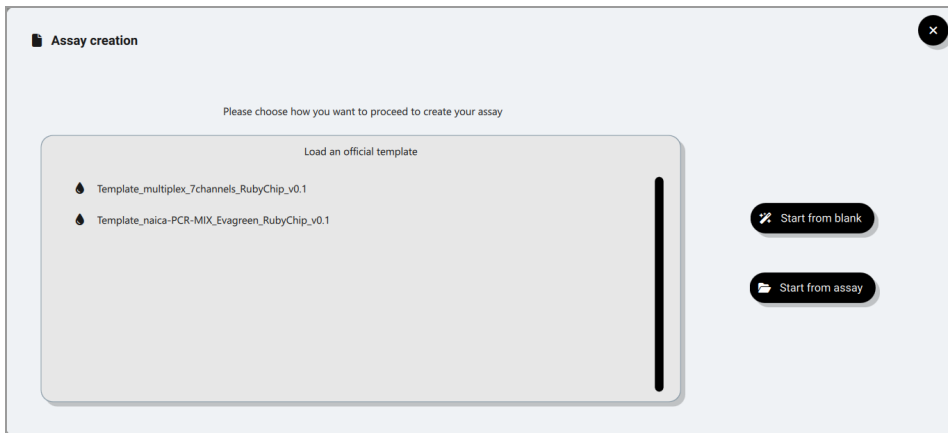 Assay creation
Please choose how you want to proceed to create your assay
Load an official template
Template_multiplex_7channels_RubyChip_v0.1
Template_naica-PCR-MIX_Evagreen_RubyChip_v0.1
Start from blank
Start from assay